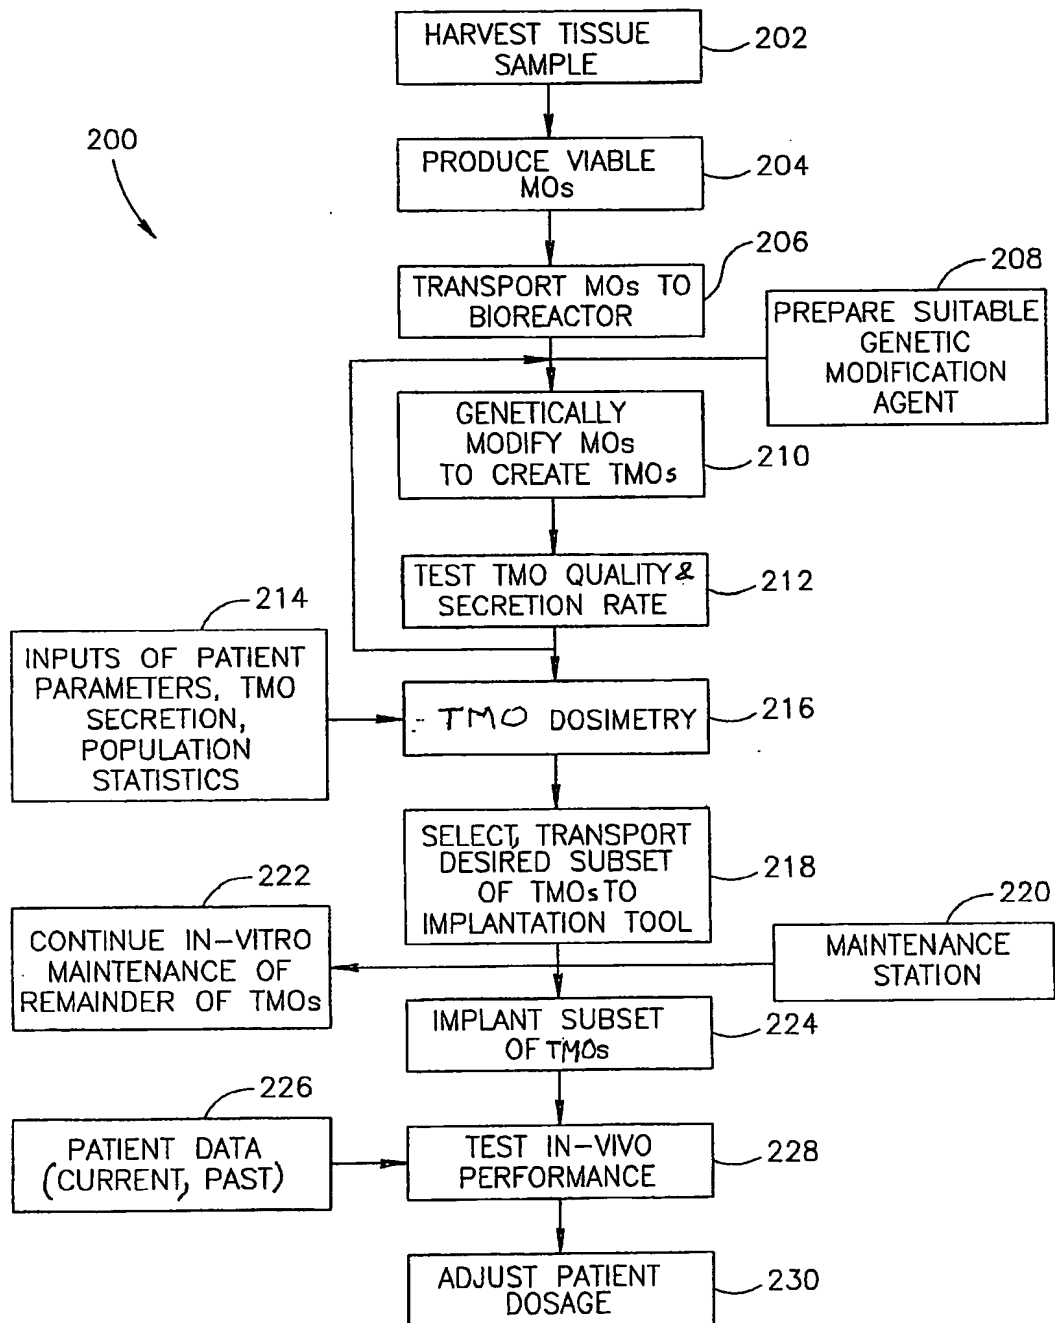 HARVEST TISSUE
SAMPLE
202
200
PRODUCE VIABLE
MOs
204
206
TRANSPORT MOs TO
BIOREACTOR
208
PREPARE SUITABLE
GENETIC
MODIFICATION
AGENT
GENETICALLY
MODIFY MOs
TO CREATE TMOs
210
TEST TMO QUALITY &
SECRETION RATE
212
214
INPUTS OF PATIENT
PARAMETERS, TMO
SECRETION,
POPULATION
STATISTICS
TMO DOSIMETRY
216
SELECT, TRANSPORT
DESIRED SUBSET
OF TMOs TO
IMPLANTATION TOOL
218
222
CONTINUE IN-VITRO
MAINTENANCE OF
REMAINDER OF TMOs
220
MAINTENANCE
STATION
IMPLANT SUBSET
OF TMOs
224
226
PATIENT DATA
(CURRENT, PAST)
TEST IN-VIVO
PERFORMANCE
228
ADJUST PATIENT
DOSAGE
230